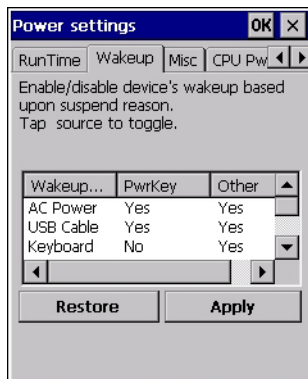 Power settings OK ×
RunTime Wakeup Misc CPU Pw
Enable/disable device's wakeup based
upon suspend reason.
Tap source to toggle.
Wakeup... PwrKey Other
AC Power Yes Yes
USB Cable Yes Yes
Keyboard No Yes
Restore Apply